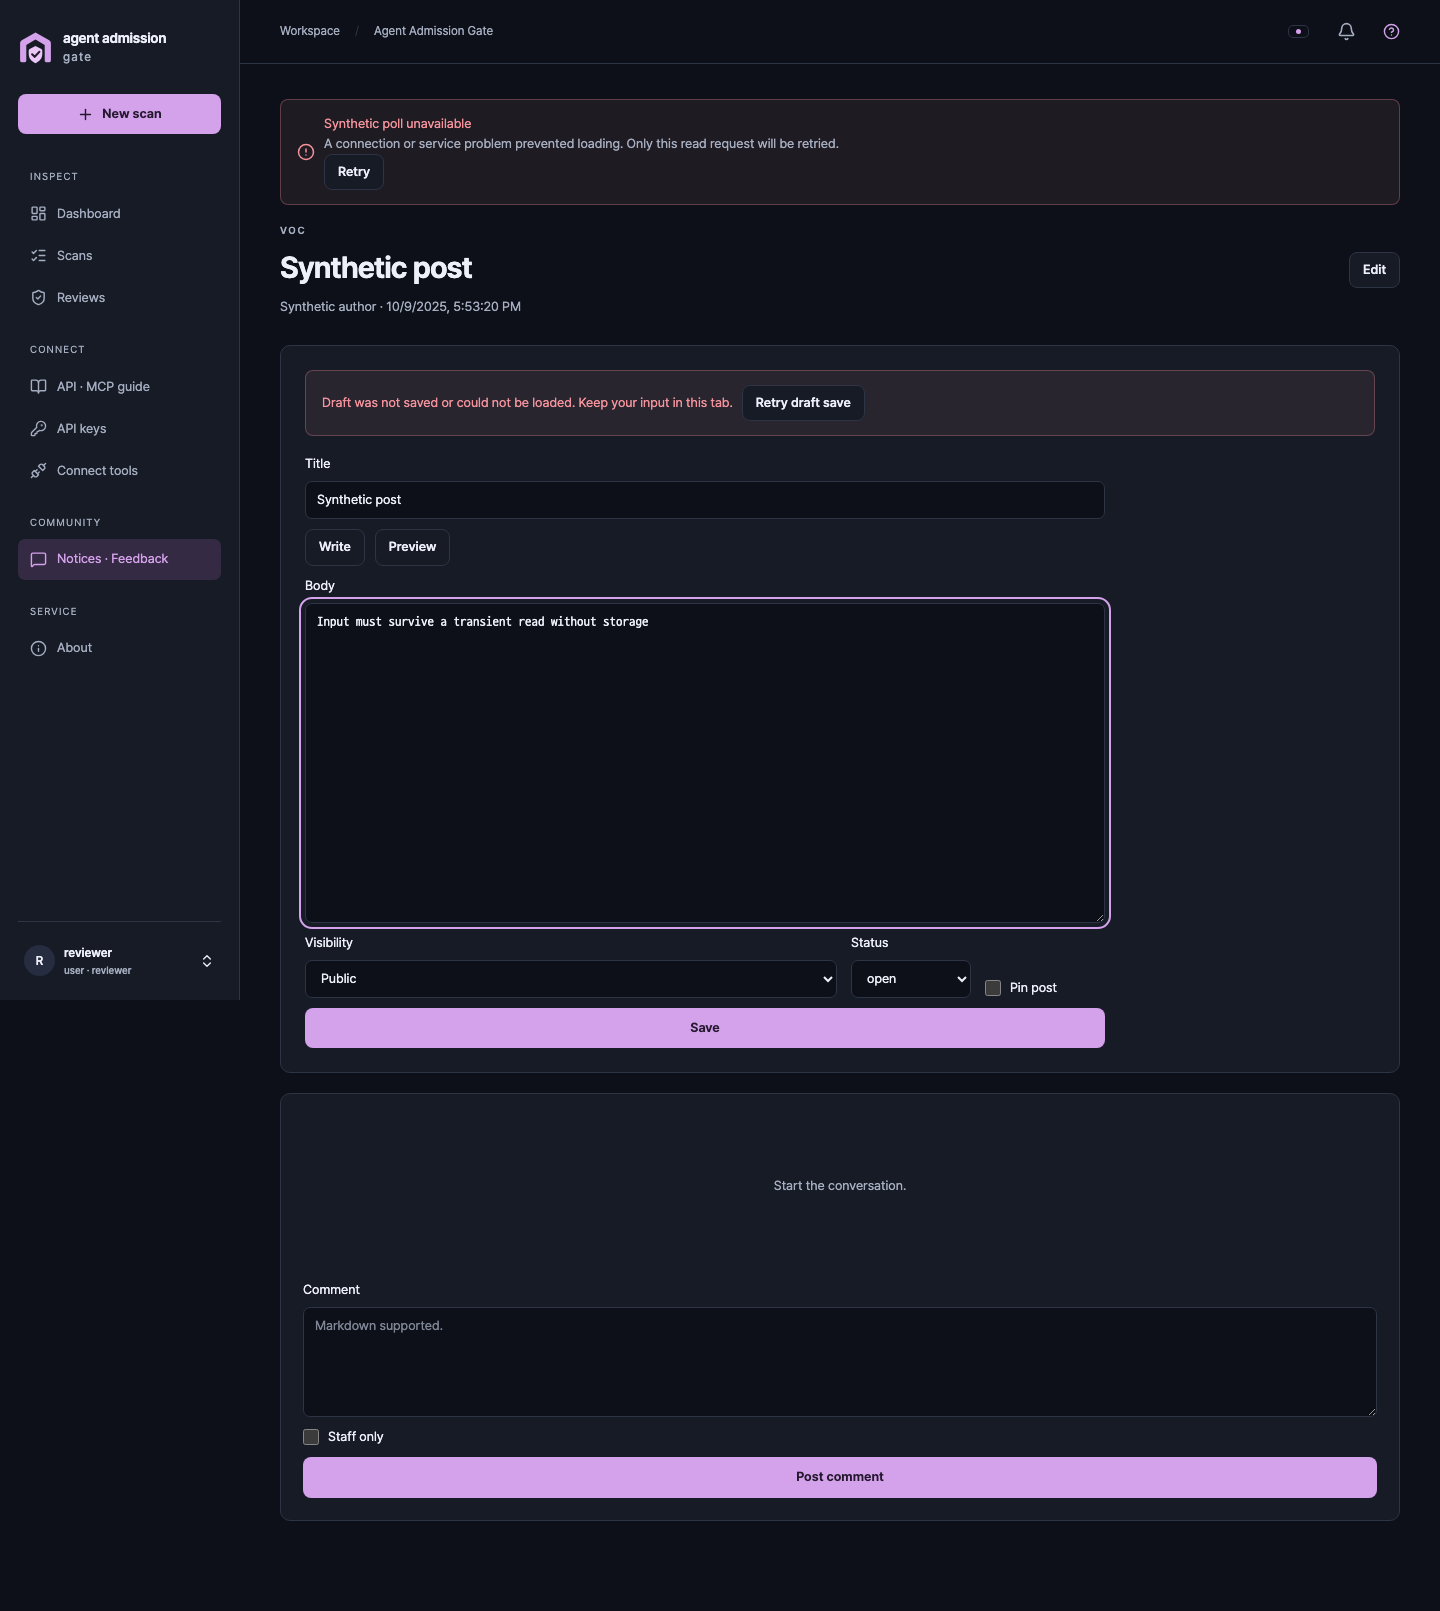 agent admission
gate
New scan
INSPECT
Dashboard
Scans
Reviews
CONNECT
API · MCP guide
API keys
Connect tools
COMMUNITY
Notices · Feedback
SERVICE
About
R
reviewer
user · reviewer
Workspace / Agent Admission Gate
Synthetic poll unavailable
A connection or service problem prevented loading. Only this read request will be retried.
Retry
VOC
Synthetic post
Edit
Synthetic author · 10/9/2025, 5:53:20 PM
Draft was not saved or could not be loaded. Keep your input in this tab.
Retry draft save
Title
Synthetic post
Write
Preview
Body
Input must survive a transient read without storage
Visibility
Status
Public
open
Pin post
Save
Start the conversation.
Comment
Markdown supported.
Staff only
Post comment